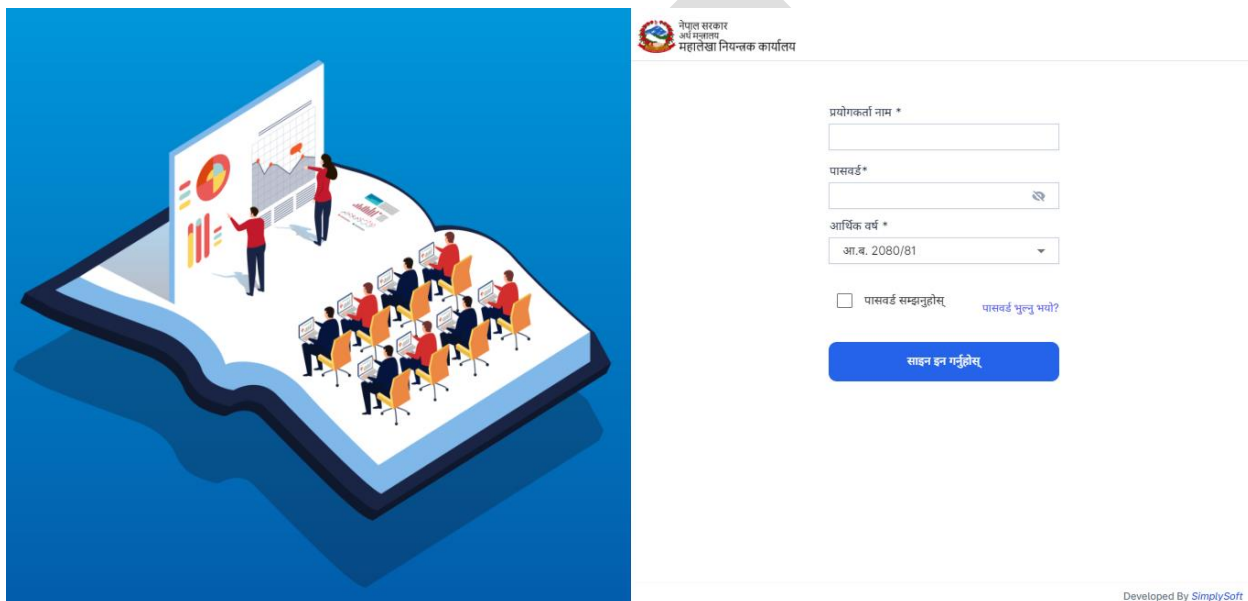 नेपाल सरकार
अर्थ मन्त्रालय
महालेखा नियन्त्रक कार्यालय
प्रयोगकर्ता नाम *
पासवर्ड*
आर्थिक वर्ष *
आ.ब. 2080/81
पासवर्ड सम्झनुहोस्
पासवर्ड भुल्नु भयो?
साइन इन गर्नुहोस्
Developed By SimplySoft